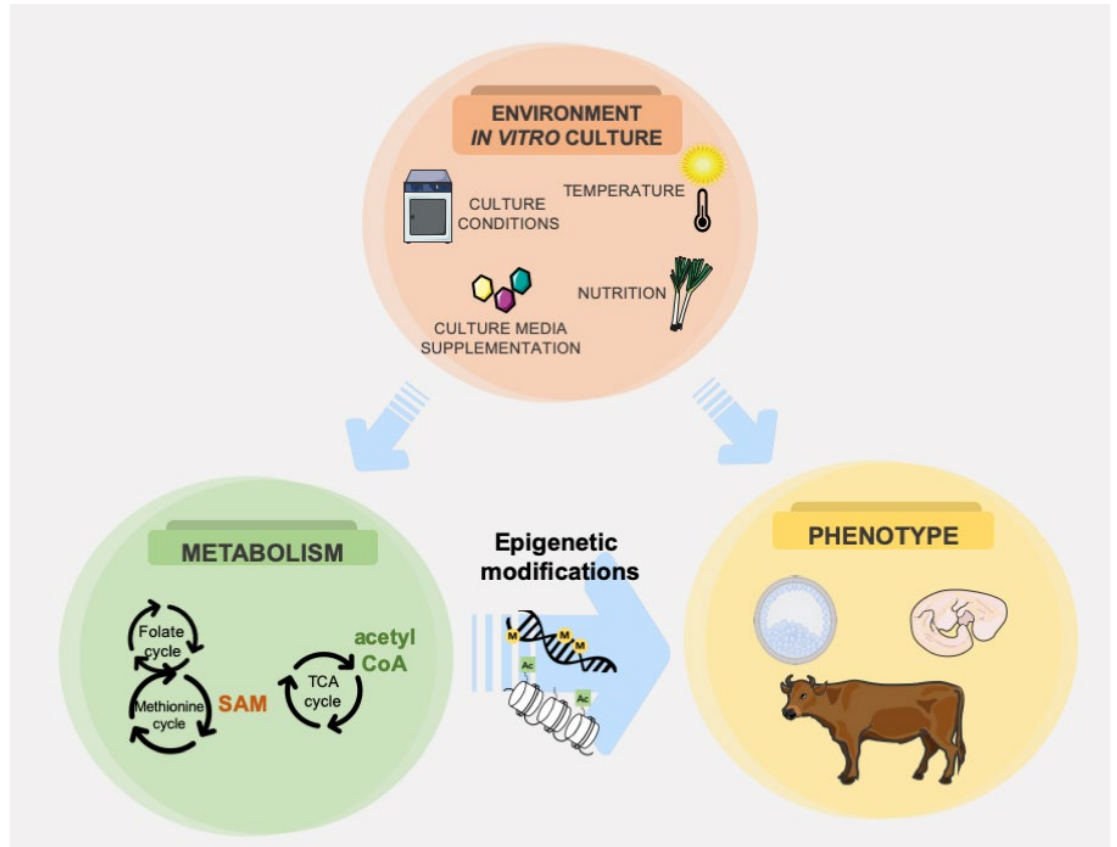 ENVIRONMENT
IN VITRO CULTURE
CULTURE
CONDITIONS
TEMPERATURE
CULTURE MEDIA
SUPPLEMENTATION
NUTRITION
METABOLISM
Folate
cycle
Methionine
cycle
SAM
TCA
cycle
acetyl
CoA
Epigenetic
modifications
M
M
M
Ac
Ac
PHENOTYPE